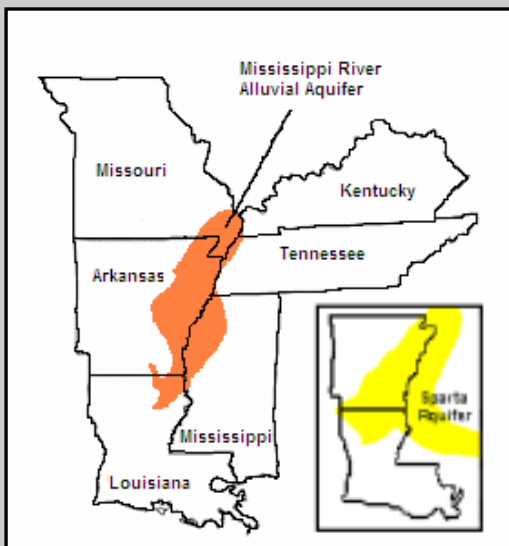 Mississippi River
Alluvial Aquifer
Missouri
Kentucky
Tennessee
Arkansas
Sparta
Aquifer
Mississippi
Louisiana